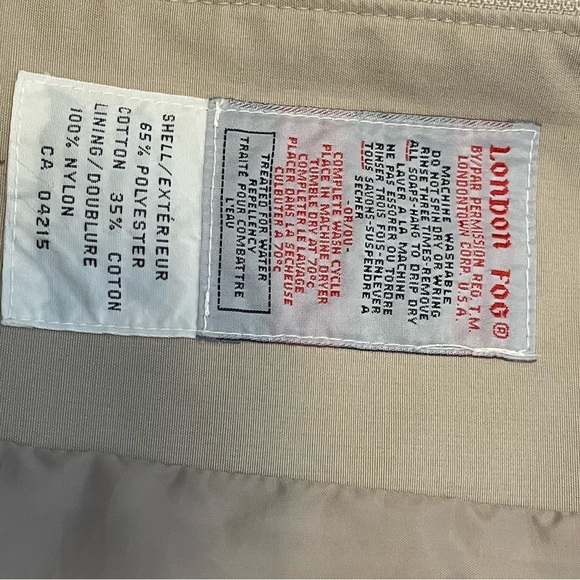 London Fog®
BY/PAR PERMISSION, REG.T.M.
LONDONTOWN CORP. U.S.A.
MACHINE WASHABLE
DO NOT SPIN DRY OR WRING
RINSE THREE TIMES-REMOVE
ALL SOAPS-HANG TO DRIP DRY
LAVER A LA MACHINE
NE PAS ESSORER OU TORDRE
RINCER TROIS FOIS-ENLEVER
TOUS SAVONS-SUSPENDRE A
SECHER
-OR/OU-
COMPLETE WASH CYCLE
PLACE IN MACHINE DRYER
TUMBLE DRY AT 70°C
COMPLETER LE LAVAGE
PLACER DANS LA SECHEUSE
CULBUTER A 70°C
TREATED FOR WATER
REPELLENCY
TRAITÉ POUR COMBATTRE
L'EAU
SHELL/EXTÉRIEUR
65% POLYESTER
COTTON 35% COTON
LINING/DOUBLURE
100% NYLON
CA 04215